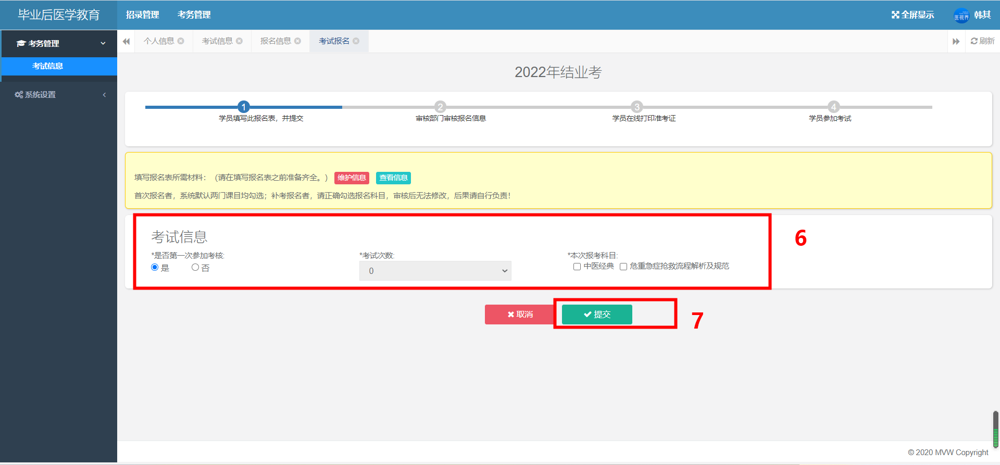 毕业后医学教育
招录管理
考务管理
全屏显示
医视界
韩其
考务管理
考试信息
系统设置
个人信息
考试信息
报名信息
考试报名
刷新
2022年结业考
1
2
3
4
学员填写此报名表，并提交
审核部门审核报名信息
学员在线打印准考证
学员参加考试
填写报名表所需材料：（请在填写报名表之前准备齐全。） 维护信息 查看信息
首次报名者，系统默认两门课目均勾选；补考报名者，请正确勾选报名科目，审核后无法修改，后果请自行负责！
考试信息
*是否第一次参加考核:
是
否
*考试次数:
0
*本次报考科目:
中医经典
危重急症抢救流程解析及规范
6
取消
提交
7
© 2020 MVW Copyright